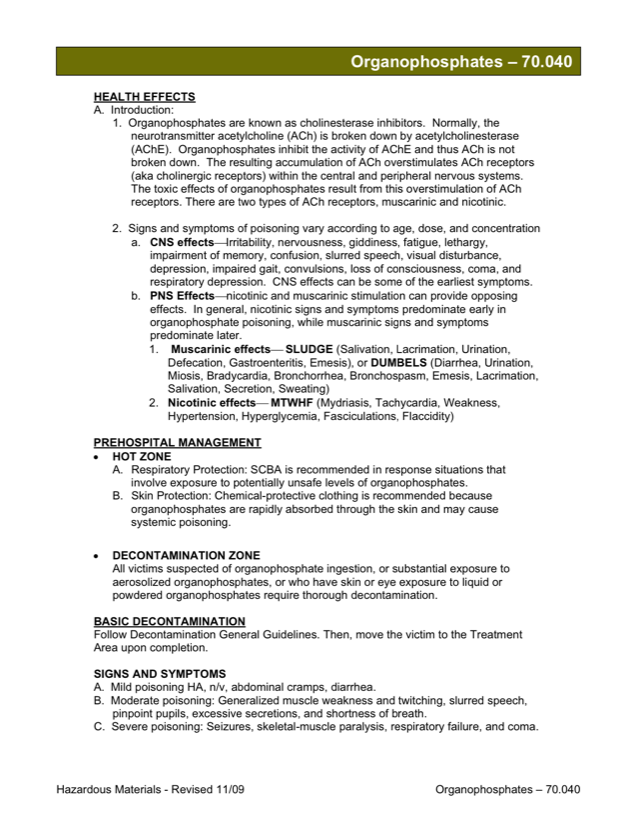 Organophosphates – 70.040
HEALTH EFFECTS
A. Introduction:
1. Organophosphates are known as cholinesterase inhibitors. Normally, the
neurotransmitter acetylcholine (ACh) is broken down by acetylcholinesterase
(AChE). Organophosphates inhibit the activity of AChE and thus ACh is not
broken down. The resulting accumulation of ACh overstimulates ACh receptors
(aka cholinergic receptors) within the central and peripheral nervous systems.
The toxic effects of organophosphates result from this overstimulation of ACh
receptors. There are two types of ACh receptors, muscarinic and nicotinic.
2. Signs and symptoms of poisoning vary according to age, dose, and concentration
a. CNS effects—Irritability, nervousness, giddiness, fatigue, lethargy,
impairment of memory, confusion, slurred speech, visual disturbance,
depression, impaired gait, convulsions, loss of consciousness, coma, and
respiratory depression. CNS effects can be some of the earliest symptoms.
b. PNS Effects—nicotinic and muscarinic stimulation can provide opposing
effects. In general, nicotinic signs and symptoms predominate early in
organophosphate poisoning, while muscarinic signs and symptoms
predominate later.
1. Muscarinic effects—SLUDGE (Salivation, Lacrimation, Urination,
Defecation, Gastroenteritis, Emesis), or DUMBELS (Diarrhea, Urination,
Miosis, Bradycardia, Bronchorrhea, Bronchospasm, Emesis, Lacrimation,
Salivation, Secretion, Sweating)
2. Nicotinic effects—MTWHF (Mydriasis, Tachycardia, Weakness,
Hypertension, Hyperglycemia, Fasciculations, Flaccidity)
PREHOSPITAL MANAGEMENT
• HOT ZONE
A. Respiratory Protection: SCBA is recommended in response situations that
involve exposure to potentially unsafe levels of organophosphates.
B. Skin Protection: Chemical-protective clothing is recommended because
organophosphates are rapidly absorbed through the skin and may cause
systemic poisoning.
• DECONTAMINATION ZONE
All victims suspected of organophosphate ingestion, or substantial exposure to
aerosolized organophosphates, or who have skin or eye exposure to liquid or
powdered organophosphates require thorough decontamination.
BASIC DECONTAMINATION
Follow Decontamination General Guidelines. Then, move the victim to the Treatment
Area upon completion.
SIGNS AND SYMPTOMS
A. Mild poisoning HA, n/v, abdominal cramps, diarrhea.
B. Moderate poisoning: Generalized muscle weakness and twitching, slurred speech,
pinpoint pupils, excessive secretions, and shortness of breath.
C. Severe poisoning: Seizures, skeletal-muscle paralysis, respiratory failure, and coma.
Hazardous Materials - Revised 11/09
Organophosphates – 70.040